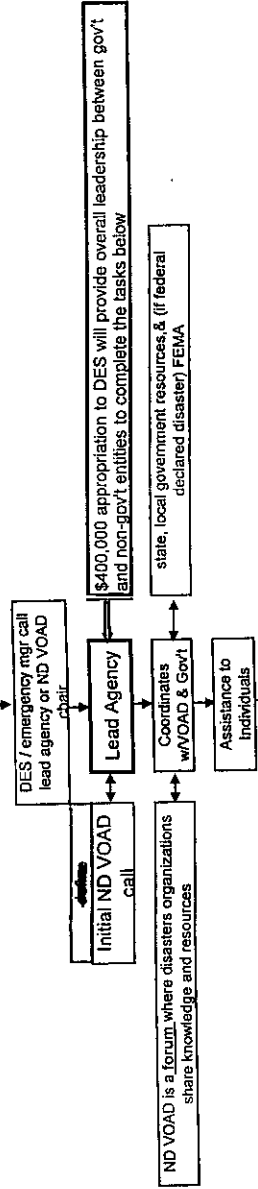 DES / emergency mgr call
lead agency or ND VOAD
chair
Initial ND VOAD
call
Lead Agency
$400,000 appropriation to DES will provide overall leadership between gov't
and non-gov't entities to complete the tasks below
ND VOAD is a forum where disasters organizations
share knowledge and resources
Coordinates
w/VOAD & Gov't
state, local government resources,& (if federal
declared disaster) FEMA
Assistance to
Individuals